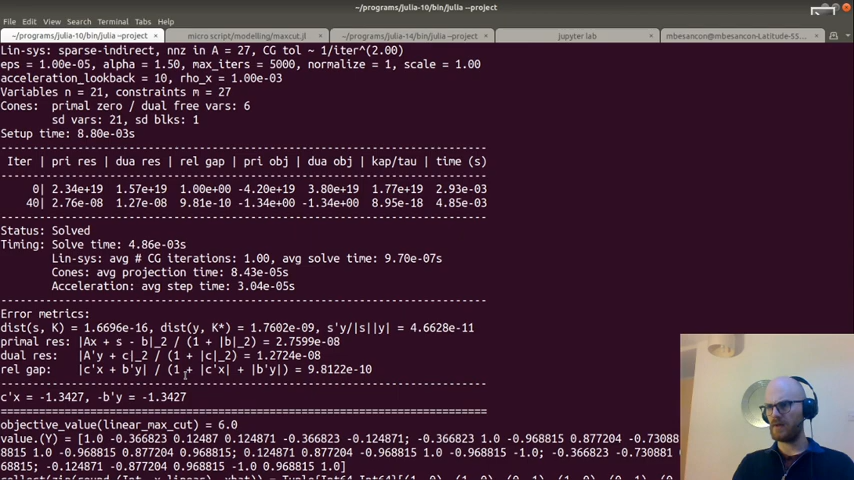 ~/programs/julia-10/bin/julia --project
File Edit View Search Terminal Tabs Help
~/programs/julia-10/bin/julia --project × micro script/modelling/maxcut.jl × ~/programs/julia-14/bin/julia --project × jupyter lab × mbesancon@mbesancon-Latitude-55... ×
Lin-sys: sparse-indirect, nnz in A = 27, CG tol ~ 1/iter^(2.00)
eps = 1.00e-05, alpha = 1.50, max_iters = 5000, normalize = 1, scale = 1.00
acceleration_lookback = 10, rho_x = 1.00e-03
Variables n = 21, constraints m = 27
Cones: primal zero / dual free vars: 6
sd vars: 21, sd blks: 1
Setup time: 8.80e-03s
----------------------------------------------------------------------------
Iter | pri res | dua res | rel gap | pri obj | dua obj | kap/tau | time (s)
----------------------------------------------------------------------------
0| 2.34e+19 1.57e+19 1.00e+00 -4.20e+19 3.80e+19 1.77e+19 2.93e-03
40| 2.76e-08 1.27e-08 9.81e-10 -1.34e+00 -1.34e+00 8.95e-18 4.85e-03
----------------------------------------------------------------------------
Status: Solved
Timing: Solve time: 4.86e-03s
Lin-sys: avg # CG iterations: 1.00, avg solve time: 9.70e-07s
Cones: avg projection time: 8.43e-05s
Acceleration: avg step time: 3.04e-05s
----------------------------------------------------------------------------
Error metrics:
dist(s, K) = 1.6696e-16, dist(y, K*) = 1.7602e-09, s'y/|s||y| = 4.6628e-11
primal res: |Ax + s - b|_2 / (1 + |b|_2) = 2.7599e-08
dual res: |A'y + c|_2 / (1 + |c|_2) = 1.2724e-08
rel gap: |c'x + b'y| / (1 + |c'x| + |b'y|) = 9.8122e-10
----------------------------------------------------------------------------
c'x = -1.3427, -b'y = -1.3427
============================================================================
objective_value(linear_max_cut) = 6.0
value.(Y) = [1.0 -0.366823 0.12487 0.124871 -0.366823 -0.124871; -0.366823 1.0 -0.968815 0.877204 -0.73088
8815 1.0 -0.968815 0.877204 0.968815; 0.124871 0.877204 -0.968815 1.0 -0.968815 -1.0; -0.36682
68815; -0.124871 -0.877204 0.968815 -1.0 0.968815 1.0]